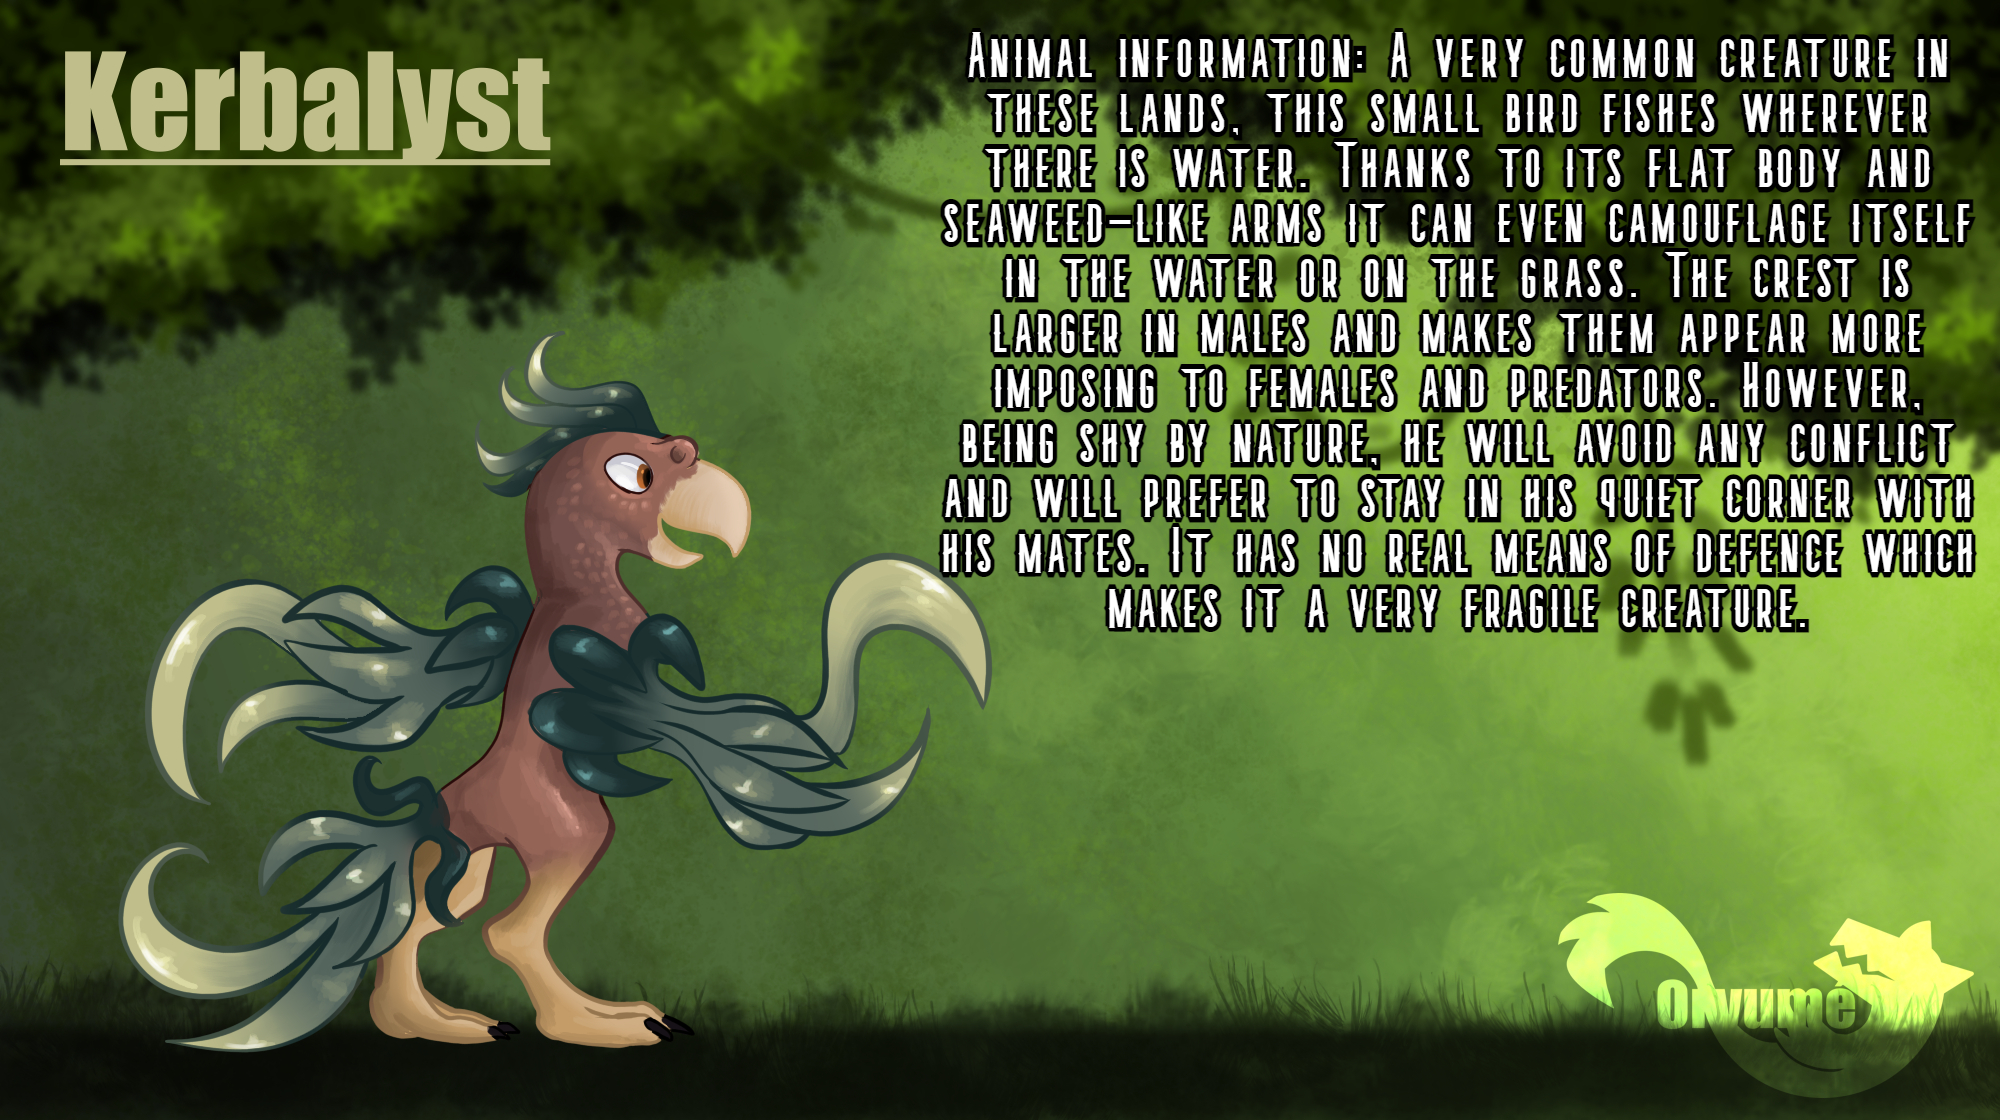 Kerbalyst
Animal information: A very common creature in
these lands, this small bird fishes wherever
there is water. Thanks to its flat body and
seaweed-like arms it can even camouflage itself
in the water or on the grass. The crest is
larger in males and makes them appear more
imposing to females and predators. However,
being shy by nature, he will avoid any conflict
and will prefer to stay in his quiet corner with
his mates. It has no real means of defence which
makes it a very fragile creature.
Onyumé